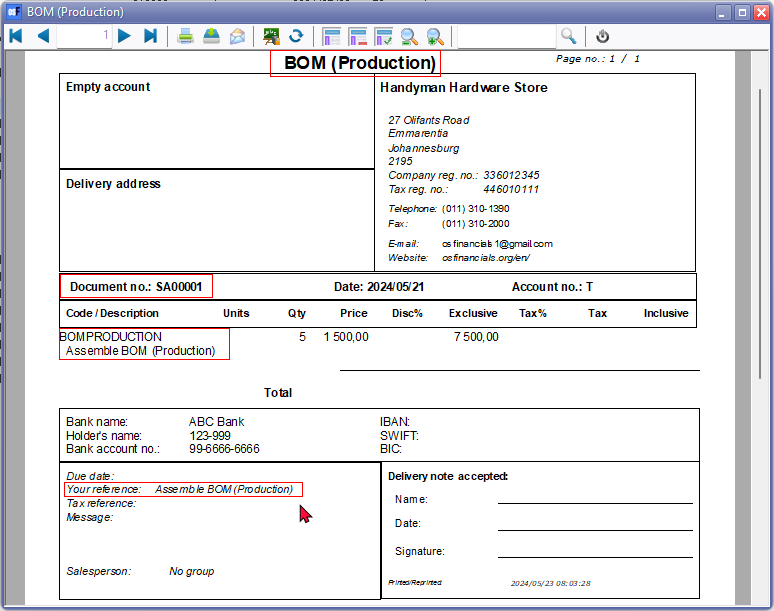 BOM (Production)
1
BOM (Production)
Page no.: 1 / 1
Empty account
Delivery address
Handyman Hardware Store
27 Olifants Road
Emmarentia
Johannesburg
2195
Company reg. no.: 336012345
Tax reg. no.: 446010111
Telephone: (011) 310-1390
Fax: (011) 310-2000
E-mail: osfinancials1@gmail.com
Website: osfinancials.org/en/
Document no.: SA00001 Date: 2024/05/21 Account no.: T
Code / Description Units Qty Price Disc% Exclusive Tax% Tax Inclusive
BOMPRODUCTION 5 1 500,00 7 500,00
Assemble BOM (Production)
Total
Bank name: ABC Bank IBAN:
Holder's name: 123-999 SWIFT:
Bank account no.: 99-6666-6666 BIC:
Due date:
Your reference: Assemble BOM (Production)
Tax reference:
Message:
Salesperson: No group
Delivery note accepted:
Name:
Date:
Signature:
Printed/Reprinted: 2024/05/23 08:03:28